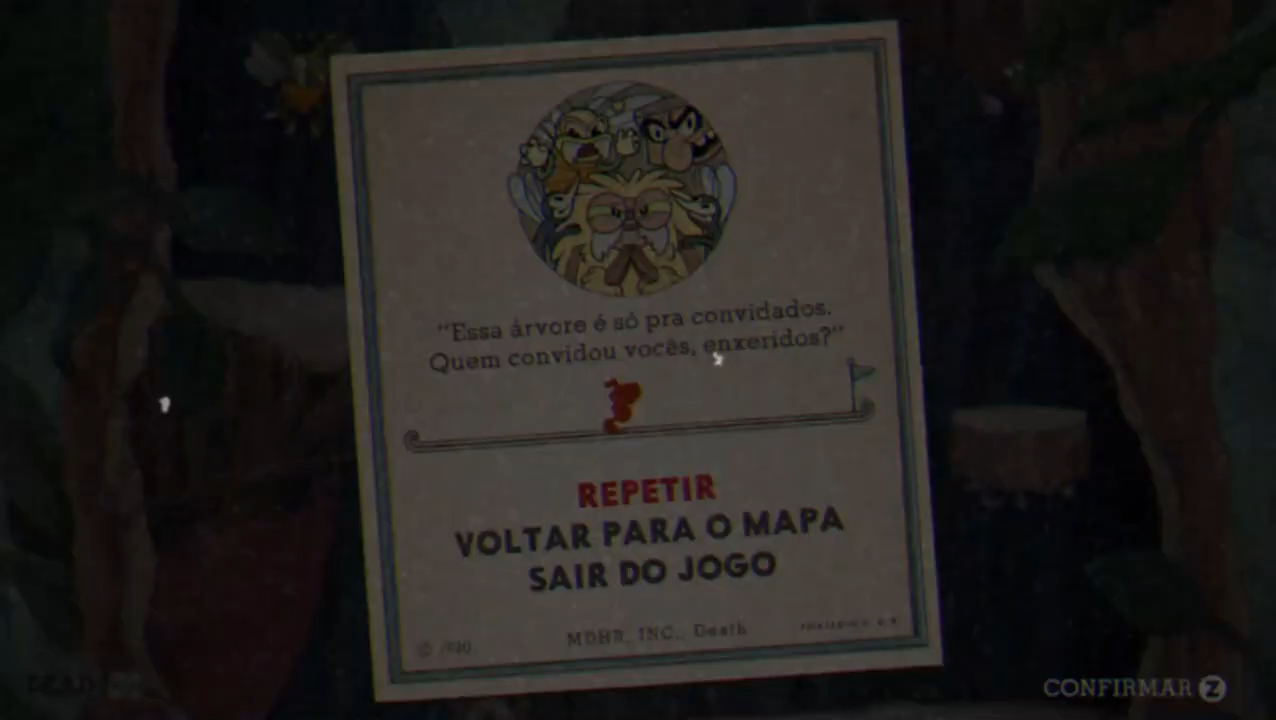 “Essa árvore é só pra convidados.
Quem convidou vocês, enxeridos?”
REPETIR
VOLTAR PARA O MAPA
SAIR DO JOGO
© 1930 MDHR, INC., Death
CONFIRMAR Z